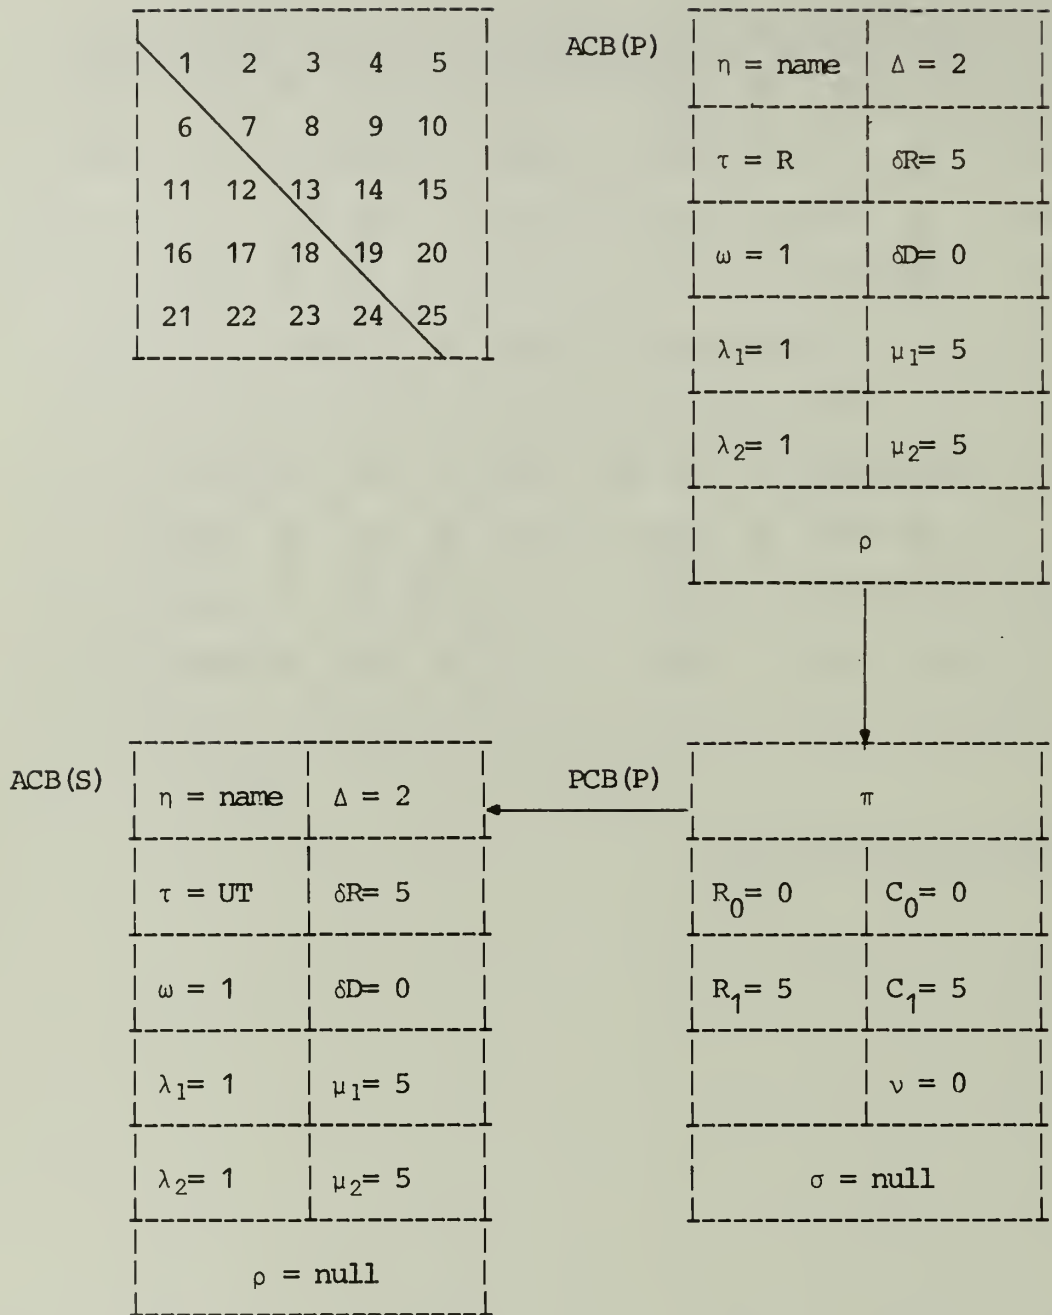 1 2 3 4 5
6 7 8 9 10
11 12 13 14 15
16 17 18 19 20
21 22 23 24 25
ACB(P)
η = name Δ = 2
τ = R δR= 5
ω = 1 δD= 0
λ1= 1 μ1= 5
λ2= 1 μ2= 5
ρ
ACB(S)
η = name Δ = 2
τ = UT δR= 5
ω = 1 δD= 0
λ1= 1 μ1= 5
λ2= 1 μ2= 5
ρ = null
PCB(P)
π
R0= 0 C0= 0
R1= 5 C1= 5
ν = 0
σ = null